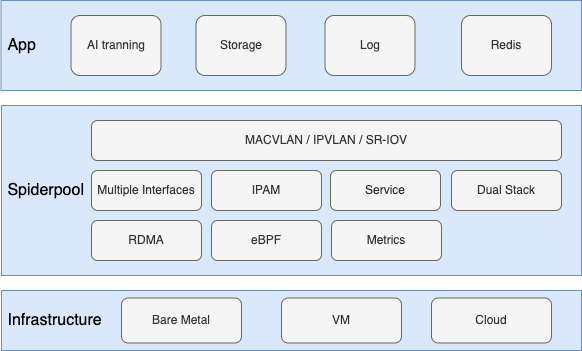 App
AI tranning
Storage
Log
Redis
MACVLAN / IPVLAN / SR-IOV
Spiderpool
Multiple Interfaces
IPAM
Service
Dual Stack
RDMA
eBPF
Metrics
Infrastructure
Bare Metal
VM
Cloud